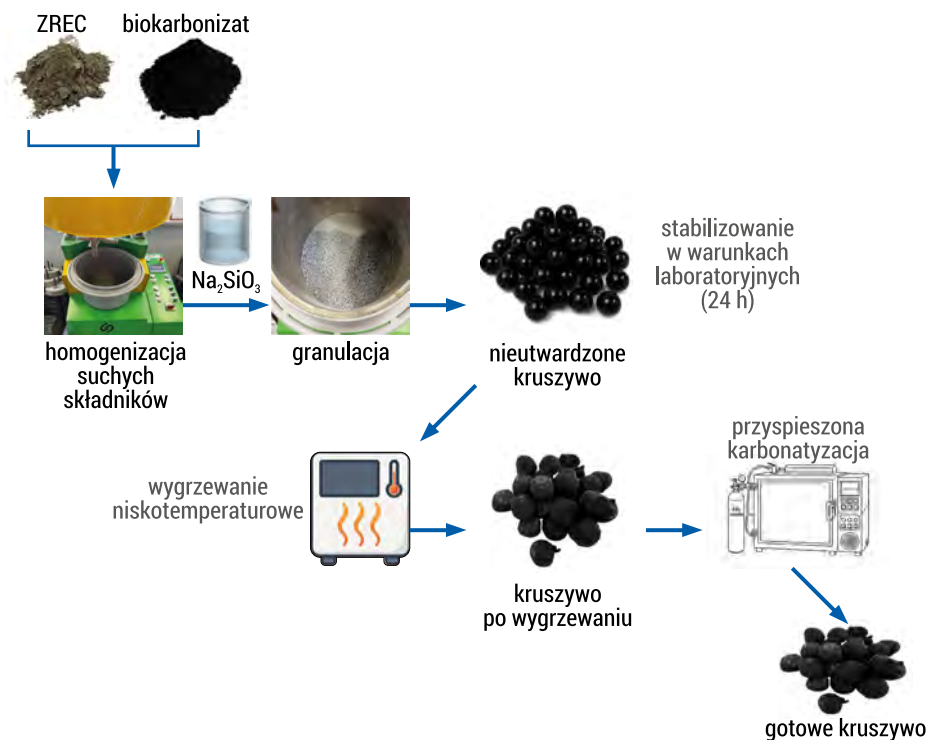 ZREC
biokarbonizat
Na₂SiO₃
homogenizacja
suchych
składników
granulacja
nieutwardzone
kruszywo
stabilizowanie
w warunkach
laboratoryjnych
(24 h)
wygrzewanie
niskotemperaturowe
kruszywo
po wygrzewaniu
przyspieszona
karbonatyzacja
gotowe kruszywo